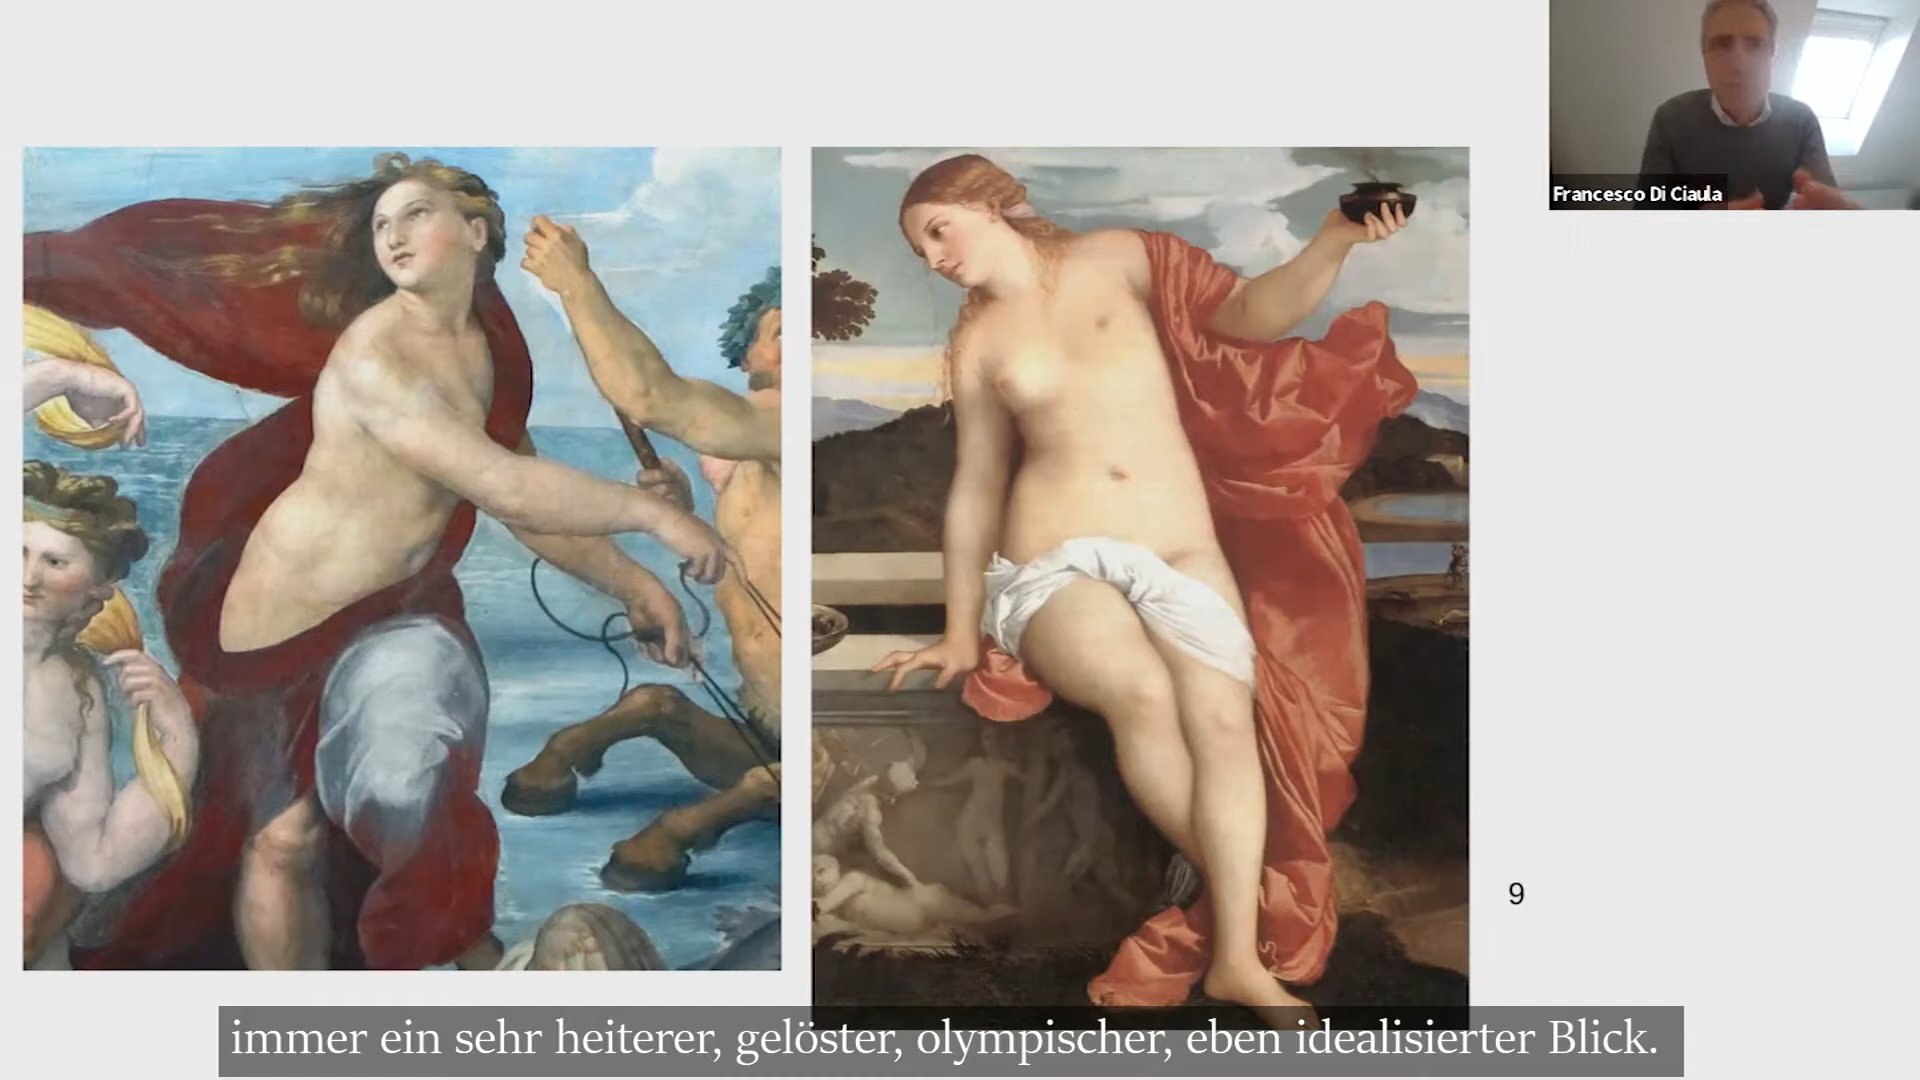 Francesco Di Ciaula
9
immer ein sehr heiterer, gelöster, olympischer, eben idealisierter Blick.